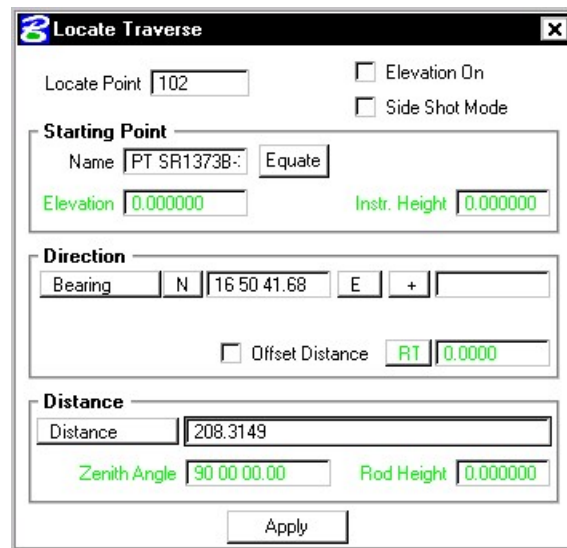 Locate Traverse
Locate Point 102 Elevation On
Side Shot Mode
Starting Point
Name PT SR1373B- Equate
Elevation 0.000000 Instr. Height 0.000000
Direction
Bearing N 16 50 41.68 E +
Offset Distance RT 0.0000
Distance
Distance 208.3149
Zenith Angle 90 00 00.00 Rod Height 0.000000
Apply